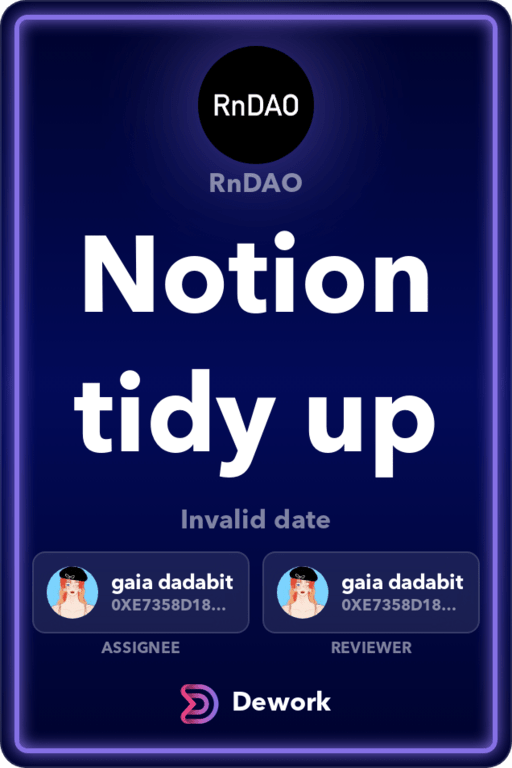 RnDAO
RnDAO
Notion
tidy up
Invalid date
gaia dadabit
0XE7358D18...
ASSIGNEE
gaia dadabit
0XE7358D18...
REVIEWER
Dework